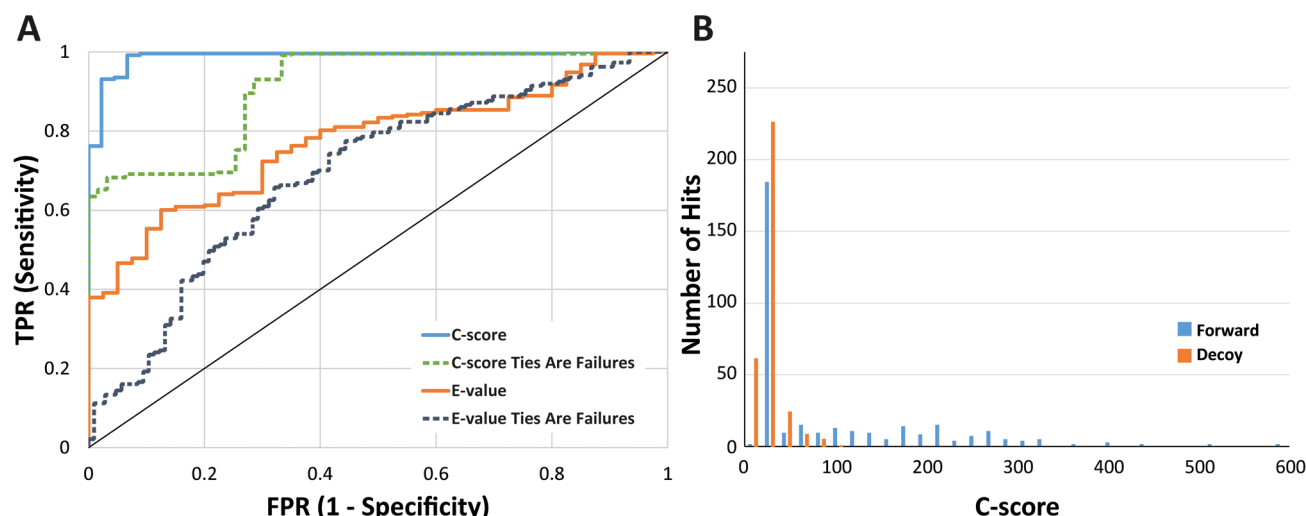 A
TPR (Sensitivity)
1
0.8
0.6
0.4
0.2
0
0
0.2
0.4
0.6
0.8
1
FPR (1 - Specificity)
C-score
C-score Ties Are Failures
E-value
E-value Ties Are Failures
B
Number of Hits
250
200
150
100
50
0
0
100
200
300
400
500
600
C-score
Forward
Decoy